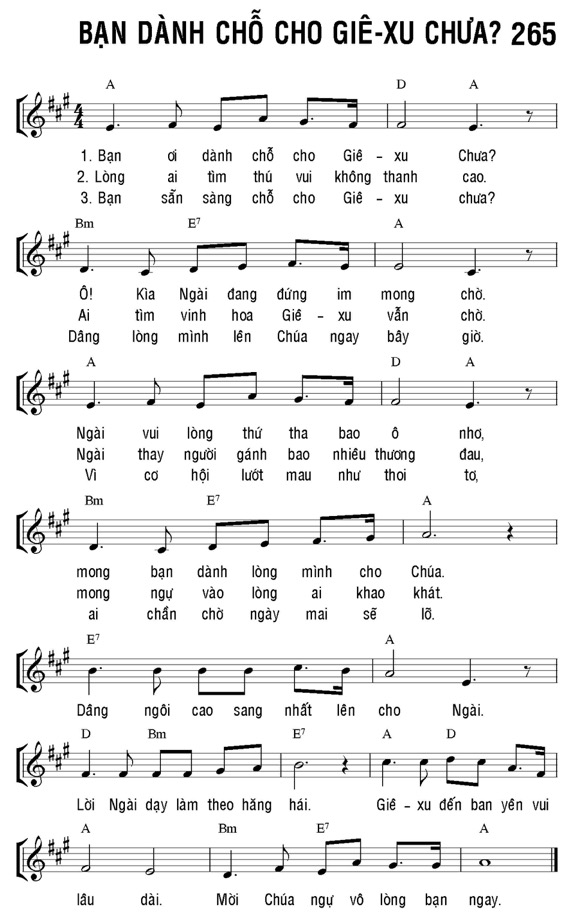 BẠN DÀNH CHỖ CHO GIÊ-XU CHƯA? 265
A D A
1. Bạn ơi dành chỗ cho Giê - xu Chưa?
2. Lòng ai tìm thú vui không thanh cao.
3. Bạn sẵn sàng chỗ cho Giê - xu chưa?
Bm E7 A
Ô! Kìa Ngài đang đứng im mong chờ.
Ai tìm vinh hoa Giê - xu vẫn chờ.
Dâng lòng mình lên Chúa ngay bây giờ.
A D A
Ngài vui lòng thứ tha bao ô nhơ,
Ngài thay người gánh bao nhiêu thương đau,
Vì cơ hội lướt mau như thoi tơ,
Bm E7 A
mong bạn dành lòng mình cho Chúa.
mong ngự vào lòng ai khao khát.
ai chần chờ ngày mai sẽ lỡ.
E7 A
Dâng ngôi cao sang nhất lên cho Ngài.
D Bm E7 A D
Lời Ngài dạy làm theo hăng hái. Giê - xu đến ban yên vui
A Bm E7 A
lâu dài. Mời Chúa ngự vô lòng bạn ngay.